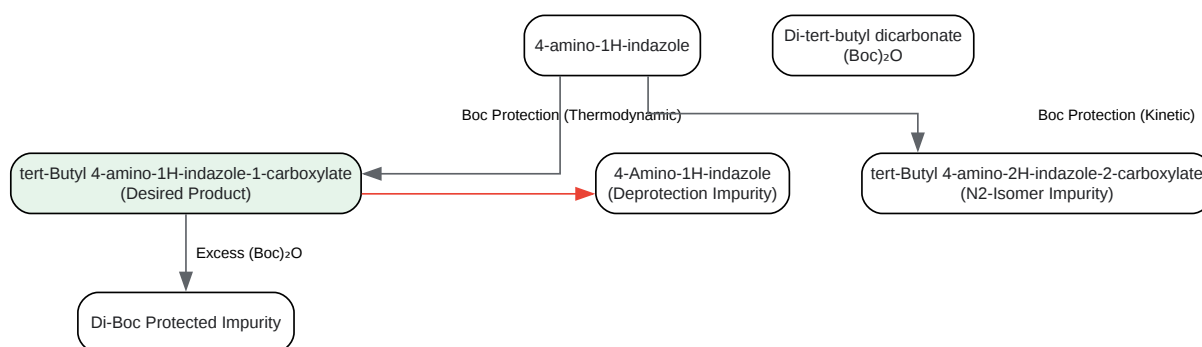 Di-tert-butyl dicarbonate
(Boc)₂O
4-amino-1H-indazole
Boc Protection (Thermodynamic)
Boc Protection (Kinetic)
tert-Butyl 4-amino-1H-indazole-1-carboxylate
(Desired Product)
4-Amino-1H-indazole
(Deprotection Impurity)
tert-Butyl 4-amino-2H-indazole-2-carboxylate
(N2-Isomer Impurity)
Excess (Boc)₂O
Di-Boc Protected Impurity